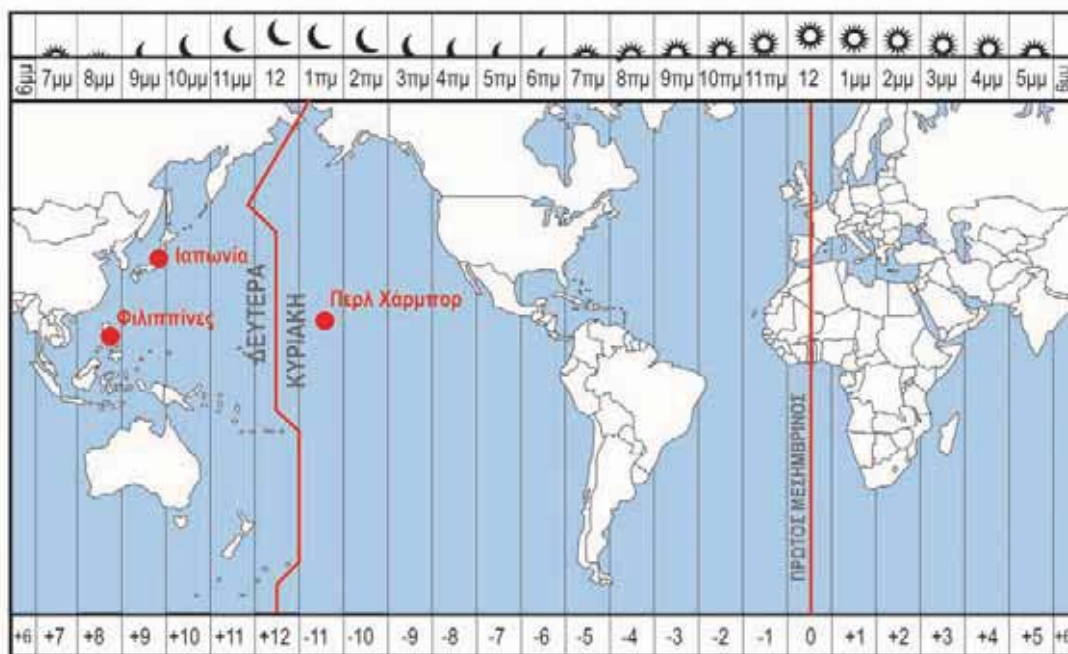 6μμ 7μμ 8μμ 9μμ 10μμ 11μμ 12 1πμ 2πμ 3πμ 4πμ 5πμ 6πμ 7πμ 8πμ 9πμ 10πμ 11πμ 12 1μμ 2μμ 3μμ 4μμ 5μμ 6μμ
Ιαπωνία
Φιλιππίνες
ΔΕΥΤΕΡΑ
ΚΥΡΙΑΚΗ
Περλ Χάρμπορ
ΠΡΩΤΟΣ ΜΕΣΗΜΒΡΙΝΟΣ
+6 +7 +8 +9 +10 +11 +12 -11 -10 -9 -8 -7 -6 -5 -4 -3 -2 -1 0 +1 +2 +3 +4 +5 +6